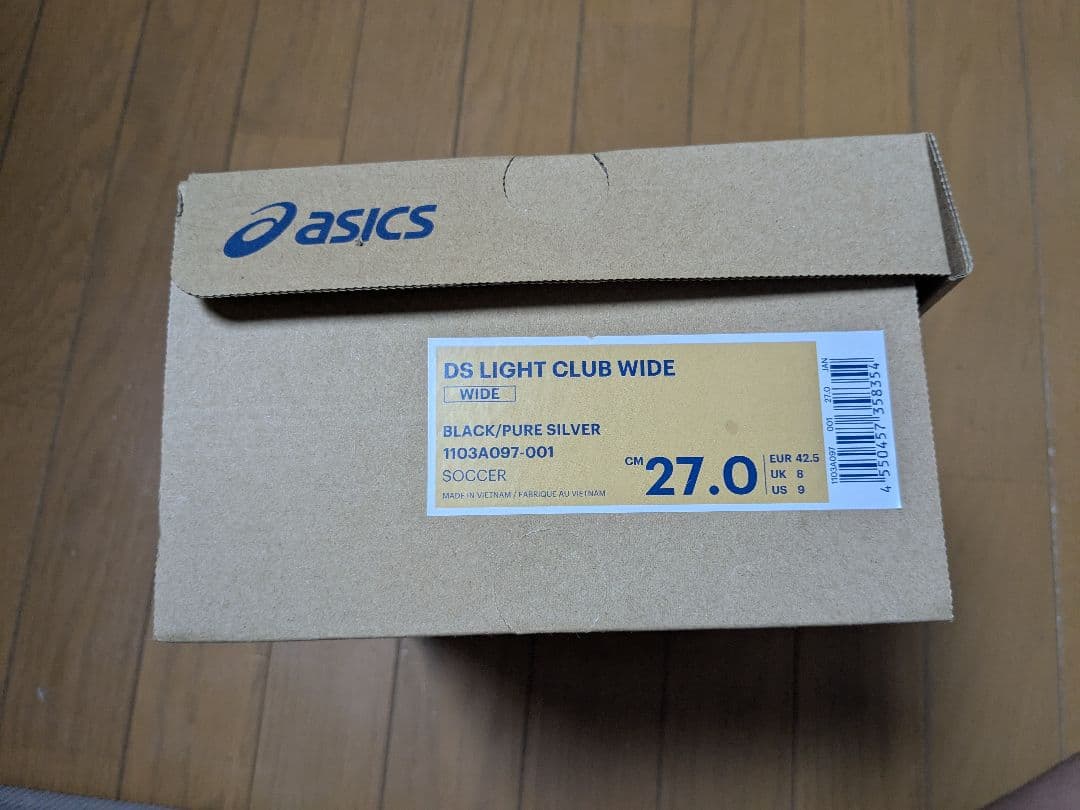 asics
DS LIGHT CLUB WIDE
WIDE
BLACK/PURE SILVER
1103A097-001
SOCCER
MADE IN VIETNAM / FABRIQUE AU VIETNAM
CM 27.0
EUR 42.5
UK 8
US 9
1103A097 001 27.0 JAN
4 550457 358354